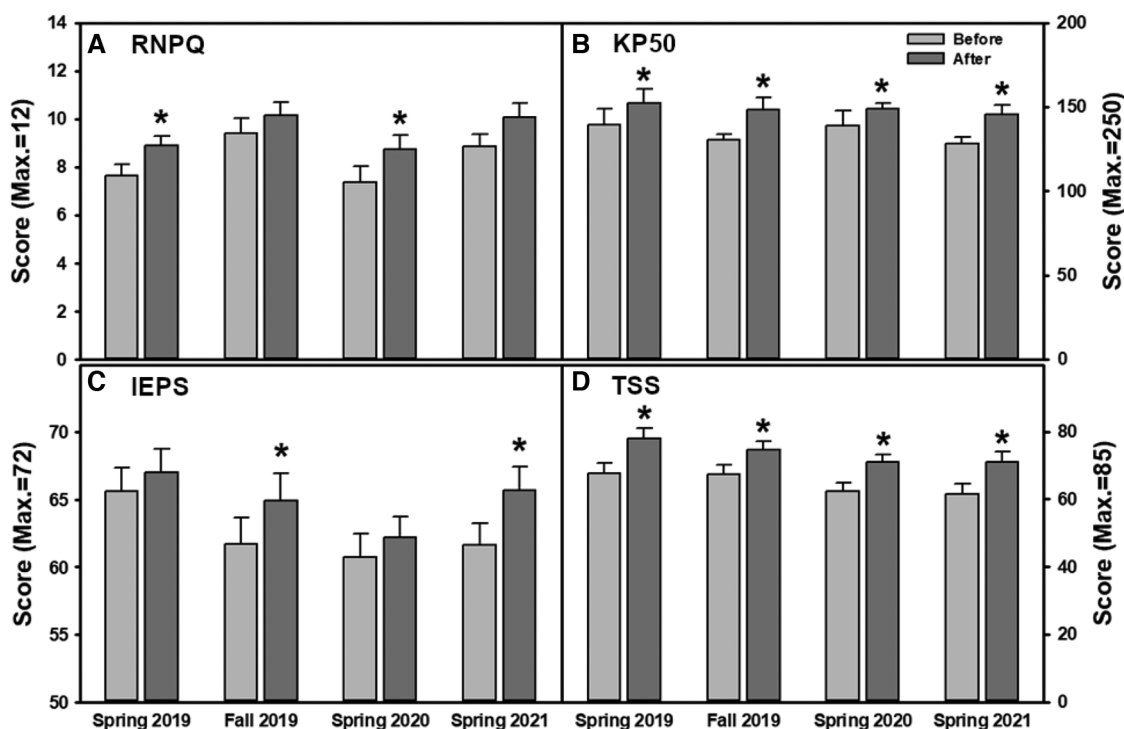 A RNPQ
Score (Max.=12)
14
12
10
8
6
4
2
0
*
*
B KP50
Before
After
Score (Max.=250)
200
150
100
50
0
*
*
*
*
C IEPS
Score (Max.=72)
70
65
60
55
50
*
*
Spring 2019 Fall 2019 Spring 2020 Spring 2021
D TSS
Score (Max.=85)
80
60
40
20
0
*
*
*
*
Spring 2019 Fall 2019 Spring 2020 Spring 2021